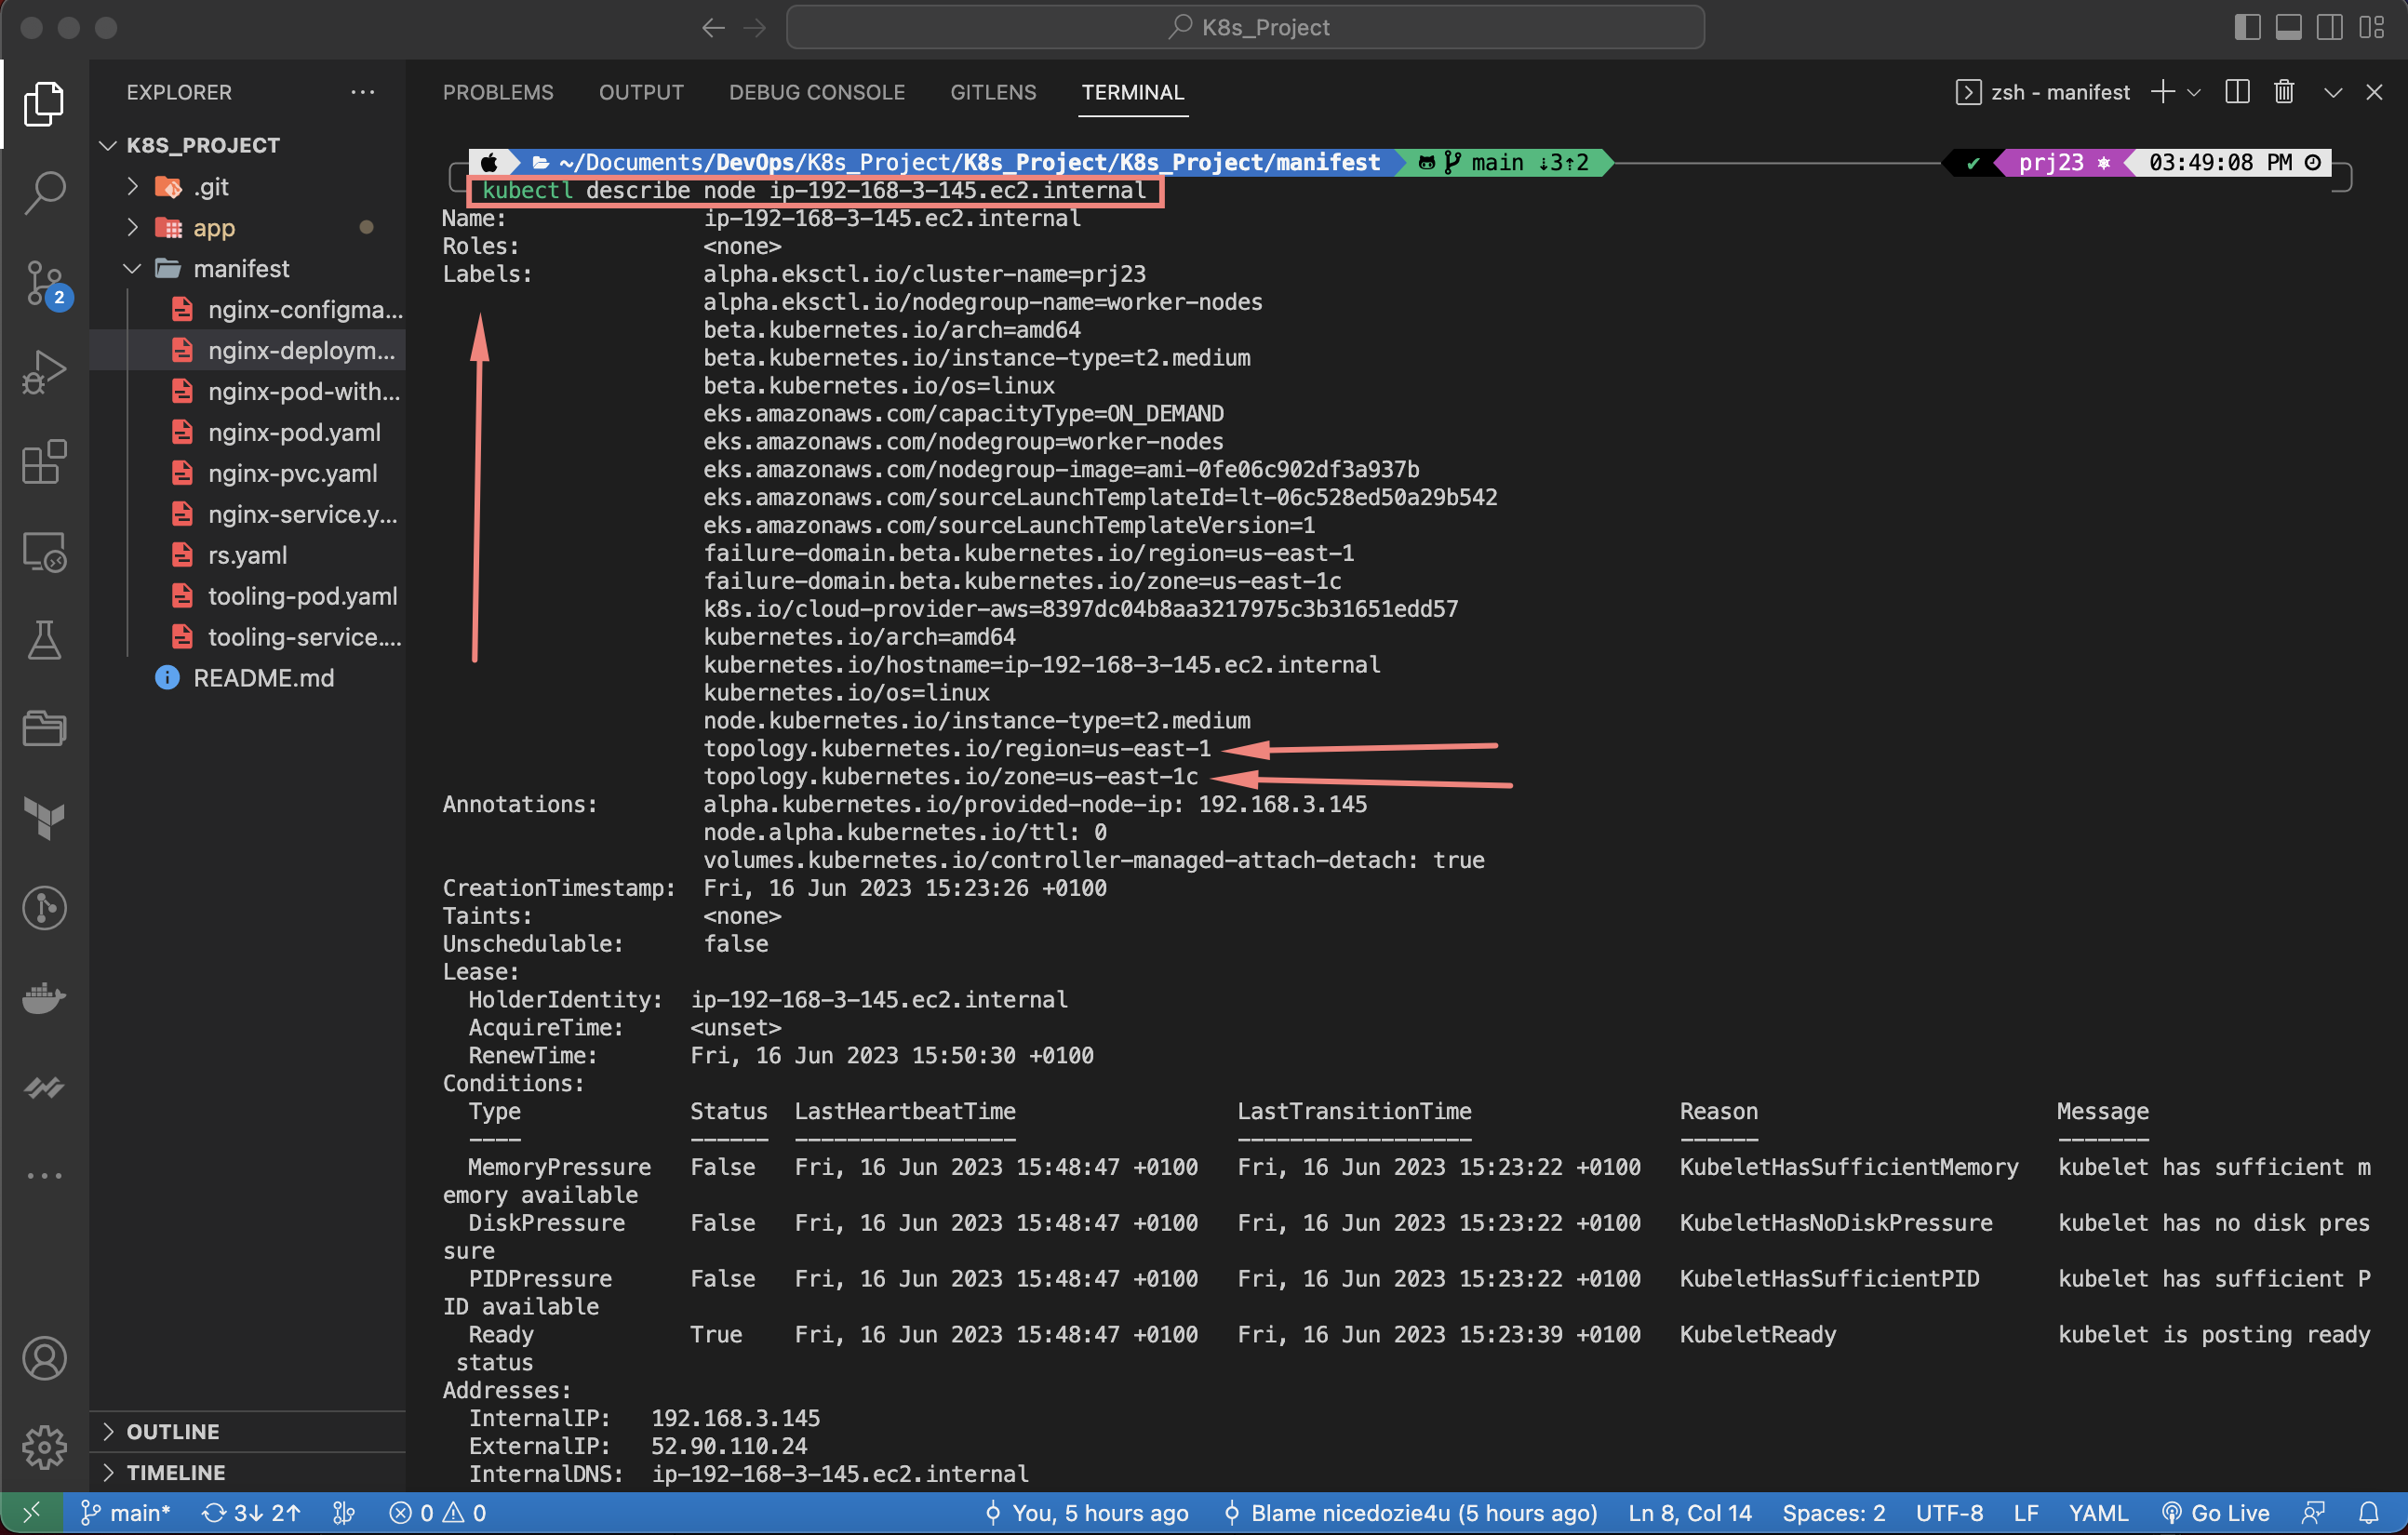 K8s_Project
EXPLORER
K8S_PROJECT
.git
app
manifest
nginx-configma...
nginx-deploym...
nginx-pod-with...
nginx-pod.yaml
nginx-pvc.yaml
nginx-service.y...
rs.yaml
tooling-pod.yaml
tooling-service....
README.md
OUTLINE
TIMELINE
2
PROBLEMS OUTPUT DEBUG CONSOLE GITLENS TERMINAL
zsh - manifest
~/Documents/DevOps/K8s_Project/K8s_Project/K8s_Project/manifest main ⇣3⇡2 ✔ prj23 03:49:08 PM
kubectl describe node ip-192-168-3-145.ec2.internal
Name: ip-192-168-3-145.ec2.internal
Roles: <none>
Labels: alpha.eksctl.io/cluster-name=prj23
alpha.eksctl.io/nodegroup-name=worker-nodes
beta.kubernetes.io/arch=amd64
beta.kubernetes.io/instance-type=t2.medium
beta.kubernetes.io/os=linux
eks.amazonaws.com/capacityType=ON_DEMAND
eks.amazonaws.com/nodegroup=worker-nodes
eks.amazonaws.com/nodegroup-image=ami-0fe06c902df3a937b
eks.amazonaws.com/sourceLaunchTemplateId=lt-06c528ed50a29b542
eks.amazonaws.com/sourceLaunchTemplateVersion=1
failure-domain.beta.kubernetes.io/region=us-east-1
failure-domain.beta.kubernetes.io/zone=us-east-1c
k8s.io/cloud-provider-aws=8397dc04b8aa3217975c3b31651edd57
kubernetes.io/arch=amd64
kubernetes.io/hostname=ip-192-168-3-145.ec2.internal
kubernetes.io/os=linux
node.kubernetes.io/instance-type=t2.medium
topology.kubernetes.io/region=us-east-1
topology.kubernetes.io/zone=us-east-1c
Annotations: alpha.kubernetes.io/provided-node-ip: 192.168.3.145
node.alpha.kubernetes.io/ttl: 0
volumes.kubernetes.io/controller-managed-attach-detach: true
CreationTimestamp: Fri, 16 Jun 2023 15:23:26 +0100
Taints: <none>
Unschedulable: false
Lease:
HolderIdentity: ip-192-168-3-145.ec2.internal
AcquireTime: <unset>
RenewTime: Fri, 16 Jun 2023 15:50:30 +0100
Conditions:
Type Status LastHeartbeatTime LastTransitionTime Reason Message
---- ------ ----------------- ------------------ ------ -------
MemoryPressure False Fri, 16 Jun 2023 15:48:47 +0100 Fri, 16 Jun 2023 15:23:22 +0100 KubeletHasSufficientMemory kubelet has sufficient m
emory available
DiskPressure False Fri, 16 Jun 2023 15:48:47 +0100 Fri, 16 Jun 2023 15:23:22 +0100 KubeletHasNoDiskPressure kubelet has no disk pres
sure
PIDPressure False Fri, 16 Jun 2023 15:48:47 +0100 Fri, 16 Jun 2023 15:23:22 +0100 KubeletHasSufficientPID kubelet has sufficient P
ID available
Ready True Fri, 16 Jun 2023 15:48:47 +0100 Fri, 16 Jun 2023 15:23:39 +0100 KubeletReady kubelet is posting ready
status
Addresses:
InternalIP: 192.168.3.145
ExternalIP: 52.90.110.24
InternalDNS: ip-192-168-3-145.ec2.internal
main* 3↓ 2↑ 0 0 You, 5 hours ago Blame nicedozie4u (5 hours ago) Ln 8, Col 14 Spaces: 2 UTF-8 LF YAML Go Live